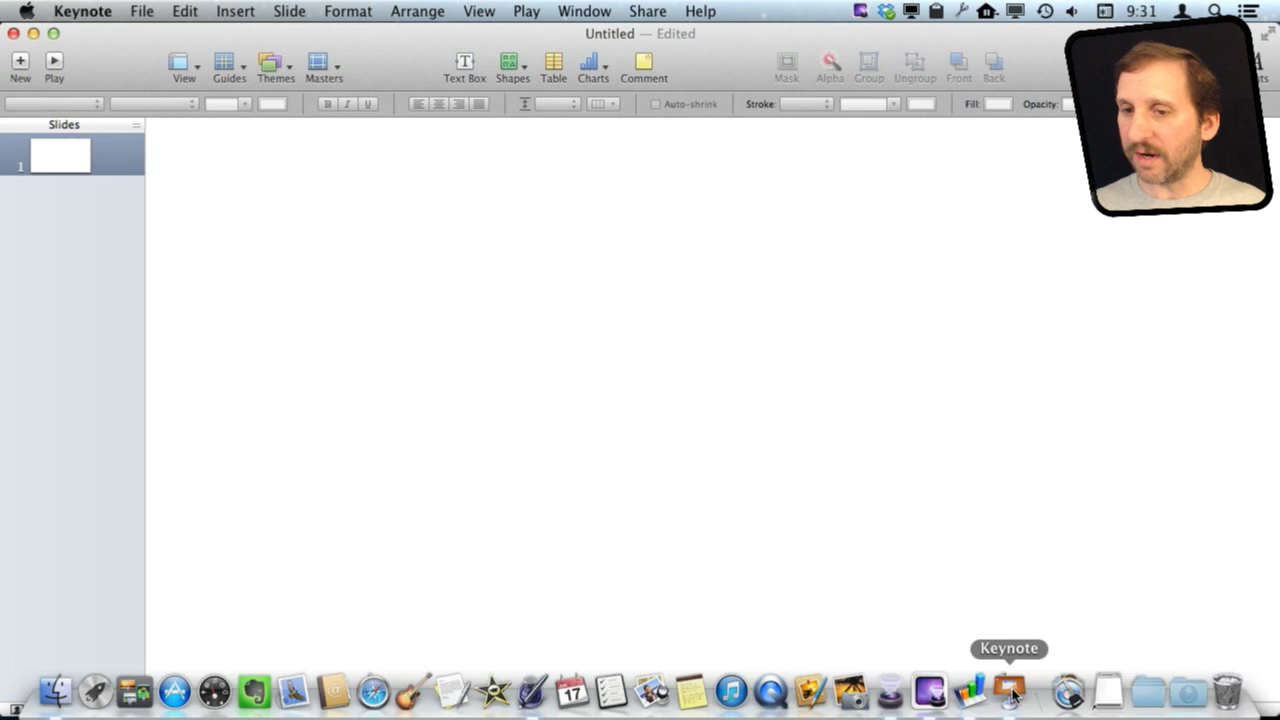 Keynote File Edit Insert Slide Format Arrange View Play Window Share Help 9:31
Untitled — Edited
New Play View Guides Themes Masters Text Box Shapes Table Charts Comment Mask Alpha Group Ungroup Front Back
B I U Auto-shrink Stroke: Fill: Opacity:
Slides
1
Keynote
17